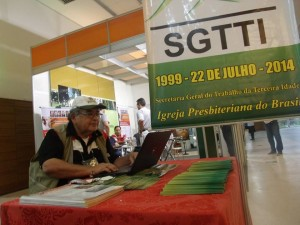 SGTTI
1999 - 22 DE JULHO - 2014
Secretaria Geral do Trabalho da Terceira Idade
Igreja Presbiteriana do Brasil